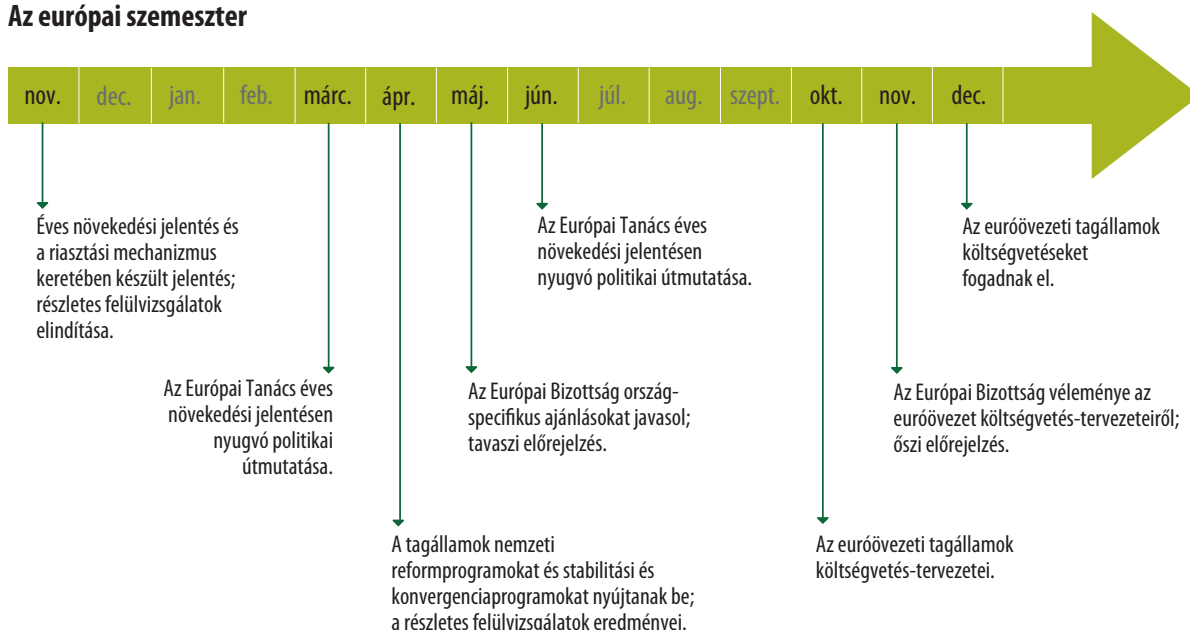 Az európai szemeszter
nov. dec. jan. feb. márc. ápr. máj. jún. júl. aug. szept. okt. nov. dec.
Éves növekedési jelentés és
a riasztási mechanizmus
keretében készült jelentés;
részletes felülvizsgálatok
elindítása.
Az Európai Tanács éves
növekedési jelentésen
nyugvó politikai
útmutatása.
A tagállamok nemzeti
reformprogramokat és stabilitási és
konvergenciaprogramokat nyújtanak be;
a részletes felülvizsgálatok eredményei.
Az Európai Bizottság ország-
specifikus ajánlásokat javasol;
tavaszi előrejelzés.
Az Európai Tanács éves
növekedési jelentésen
nyugvó politikai útmutatása.
Az euróövezeti tagállamok
költségvetés-tervezetei.
Az Európai Bizottság véleménye az
euróövezet költségvetés-tervezeteiről;
őszi előrejelzés.
Az euróövezeti tagállamok
költségvetéseket
fogadnak el.